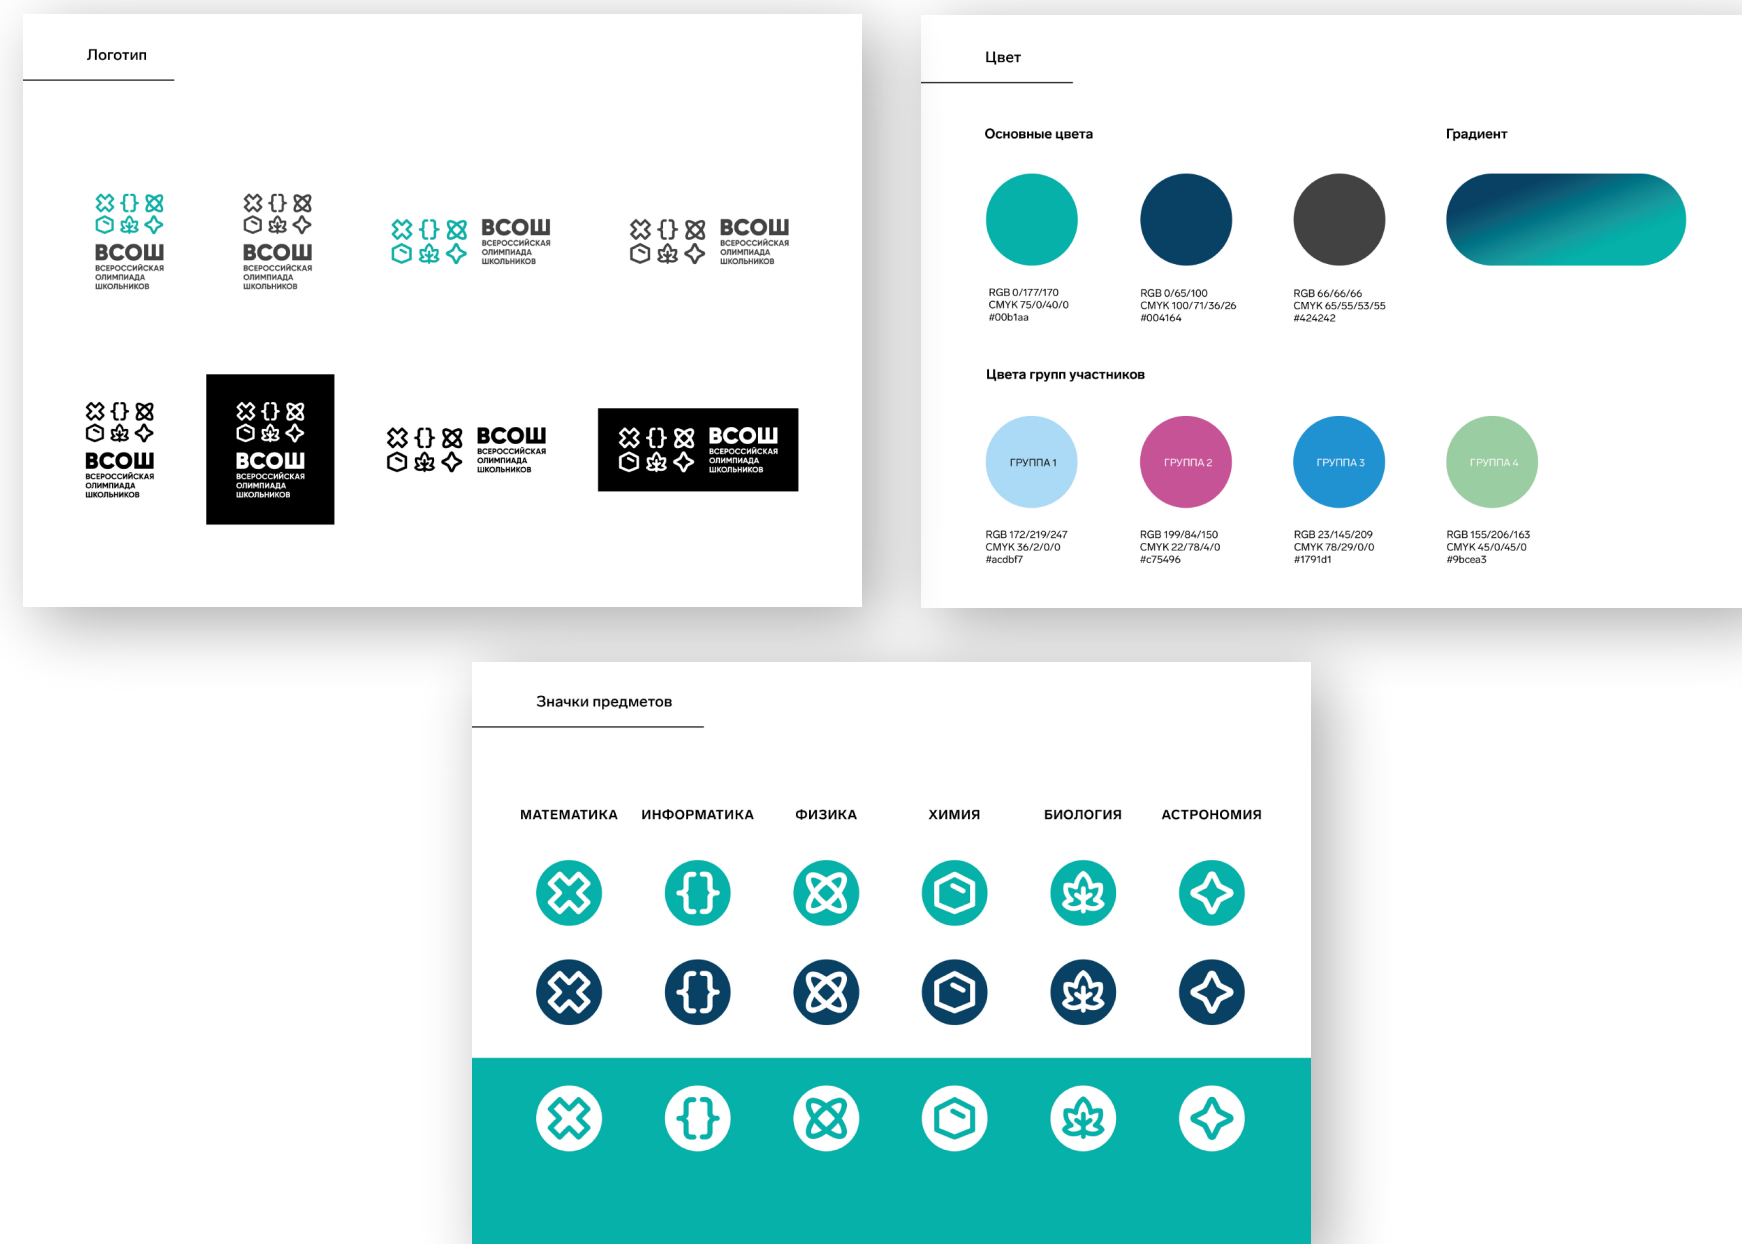 Логотип
ВСОШ
ВСЕРОССИЙСКАЯ
ОЛИМПИАДА
ШКОЛЬНИКОВ
ВСОШ
ВСЕРОССИЙСКАЯ
ОЛИМПИАДА
ШКОЛЬНИКОВ
ВСОШ
ВСЕРОССИЙСКАЯ
ОЛИМПИАДА
ШКОЛЬНИКОВ
ВСОШ
ВСЕРОССИЙСКАЯ
ОЛИМПИАДА
ШКОЛЬНИКОВ
ВСОШ
ВСЕРОССИЙСКАЯ
ОЛИМПИАДА
ШКОЛЬНИКОВ
ВСОШ
ВСЕРОССИЙСКАЯ
ОЛИМПИАДА
ШКОЛЬНИКОВ
ВСОШ
ВСЕРОССИЙСКАЯ
ОЛИМПИАДА
ШКОЛЬНИКОВ
ВСОШ
ВСЕРОССИЙСКАЯ
ОЛИМПИАДА
ШКОЛЬНИКОВ
Цвет
Основные цвета
Градиент
RGB 0/177/170
CMYK 75/0/40/0
#00b1aa
RGB 0/65/100
CMYK 100/71/36/26
#004164
RGB 66/66/66
CMYK 65/55/53/55
#424242
Цвета групп участников
ГРУППА 1
ГРУППА 2
ГРУППА 3
ГРУППА 4
RGB 172/219/247
CMYK 36/2/0/0
#acdbf7
RGB 199/84/150
CMYK 22/78/4/0
#c75496
RGB 23/145/209
CMYK 78/29/0/0
#1791d1
RGB 155/206/163
CMYK 45/0/45/0
#9bcea3
Значки предметов
МАТЕМАТИКА
ИНФОРМАТИКА
ФИЗИКА
ХИМИЯ
БИОЛОГИЯ
АСТРОНОМИЯ